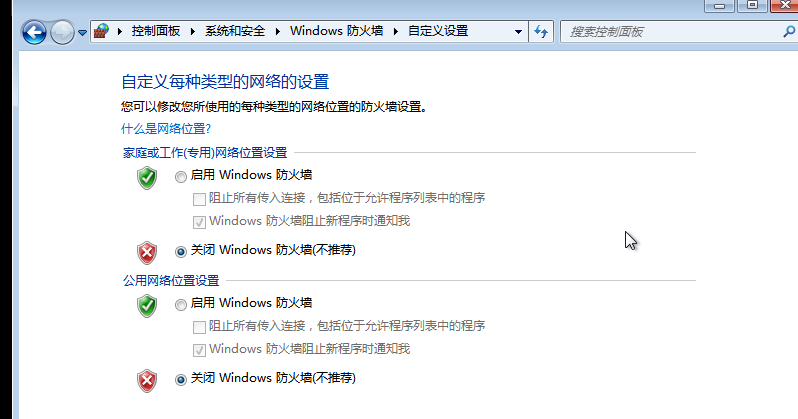 控制面板 系统和安全 Windows 防火墙 自定义设置 搜索控制面板
自定义每种类型的网络的设置
您可以修改您所使用的每种类型的网络位置的防火墙设置。
什么是网络位置?
家庭或工作(专用)网络位置设置
启用 Windows 防火墙
阻止所有传入连接，包括位于允许程序列表中的程序
Windows 防火墙阻止新程序时通知我
关闭 Windows 防火墙(不推荐)
公用网络位置设置
启用 Windows 防火墙
阻止所有传入连接，包括位于允许程序列表中的程序
Windows 防火墙阻止新程序时通知我
关闭 Windows 防火墙(不推荐)